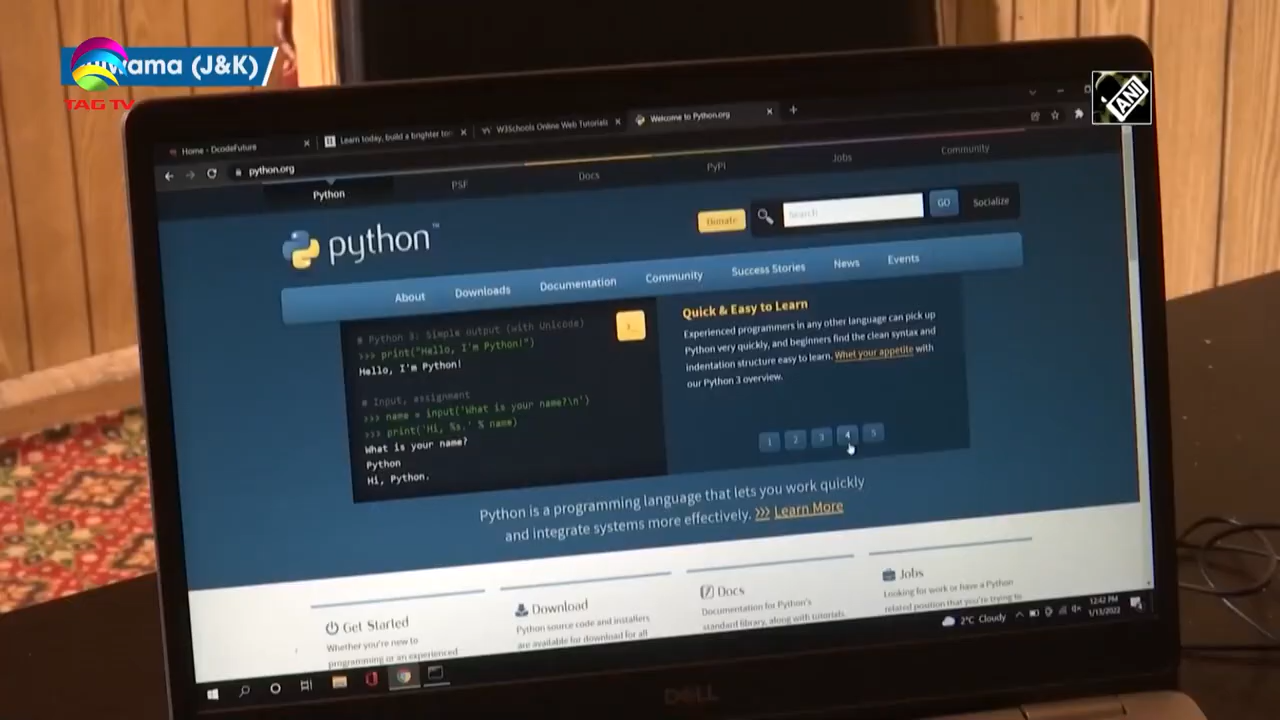 wama (J&K)
TAG TV
ANI
Home - DcodeFuture
Learn today, build a brighter to
W3Schools Online Web Tutorials
Welcome to Python.org
python.org
Python
PSF
Docs
PyPI
Jobs
Community
python™
Donate
Search
GO
Socialize
About
Downloads
Documentation
Community
Success Stories
News
Events
# Python 3: Simple output (with Unicode)
>>> print("Hello, I'm Python!")
Hello, I'm Python!
# Input, assignment
>>> name = input('What is your name?\n')
>>> print('Hi, %s.' % name)
What is your name?
Python
Hi, Python.
>_
Quick & Easy to Learn
Experienced programmers in any other language can pick up
Python very quickly, and beginners find the clean syntax and
indentation structure easy to learn. Whet your appetite with
our Python 3 overview.
1 2 3 4 5
Python is a programming language that lets you work quickly
and integrate systems more effectively. >>> Learn More
Get Started
Whether you're new to
programming or an experienced
Download
Python source code and installers
are available for download for all
Docs
Documentation for Python's
standard library, along with tutorials
Jobs
Looking for work or have a Python
related position that you're trying to
2°C Cloudy
12:42 PM
1/13/2022
DELL